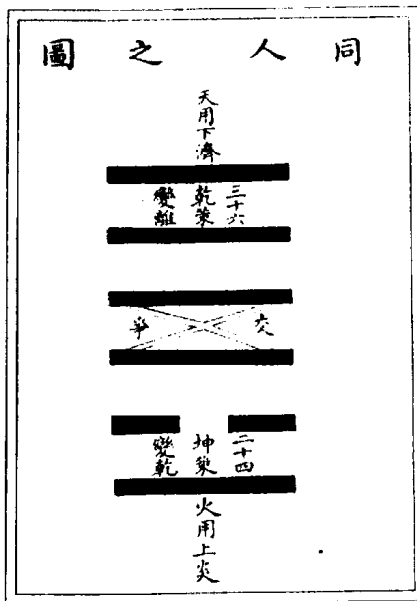 同人之圖
天用下濟
三十六
乾策
變離
交
爭
二十四
坤策
變乾
火用上炎